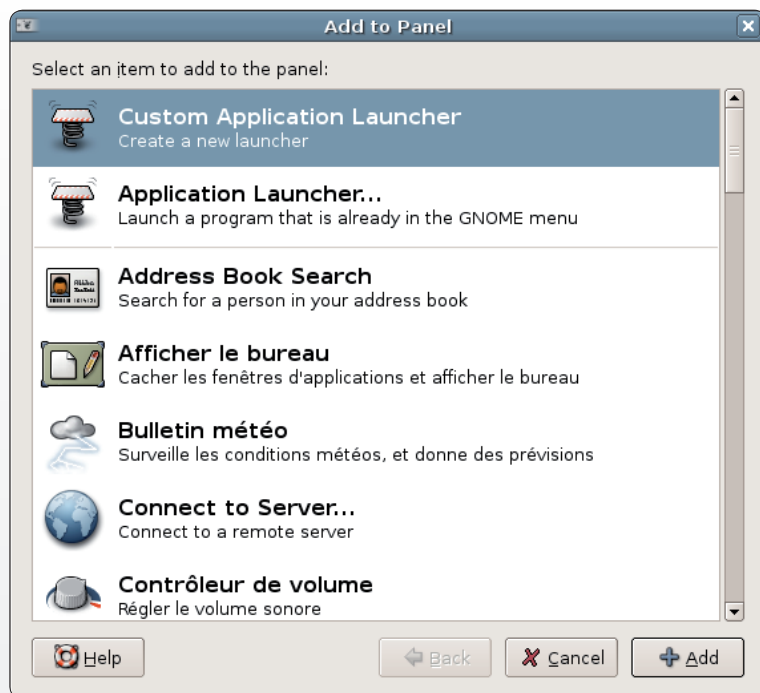 Add to Panel
Select an item to add to the panel:
Custom Application Launcher
Create a new launcher
Application Launcher...
Launch a program that is already in the GNOME menu
Address Book Search
Search for a person in your address book
Afficher le bureau
Cacher les fenêtres d'applications et afficher le bureau
Bulletin météo
Surveille les conditions météos, et donne des prévisions
Connect to Server...
Connect to a remote server
Contrôleur de volume
Régler le volume sonore
Help Back Cancel Add